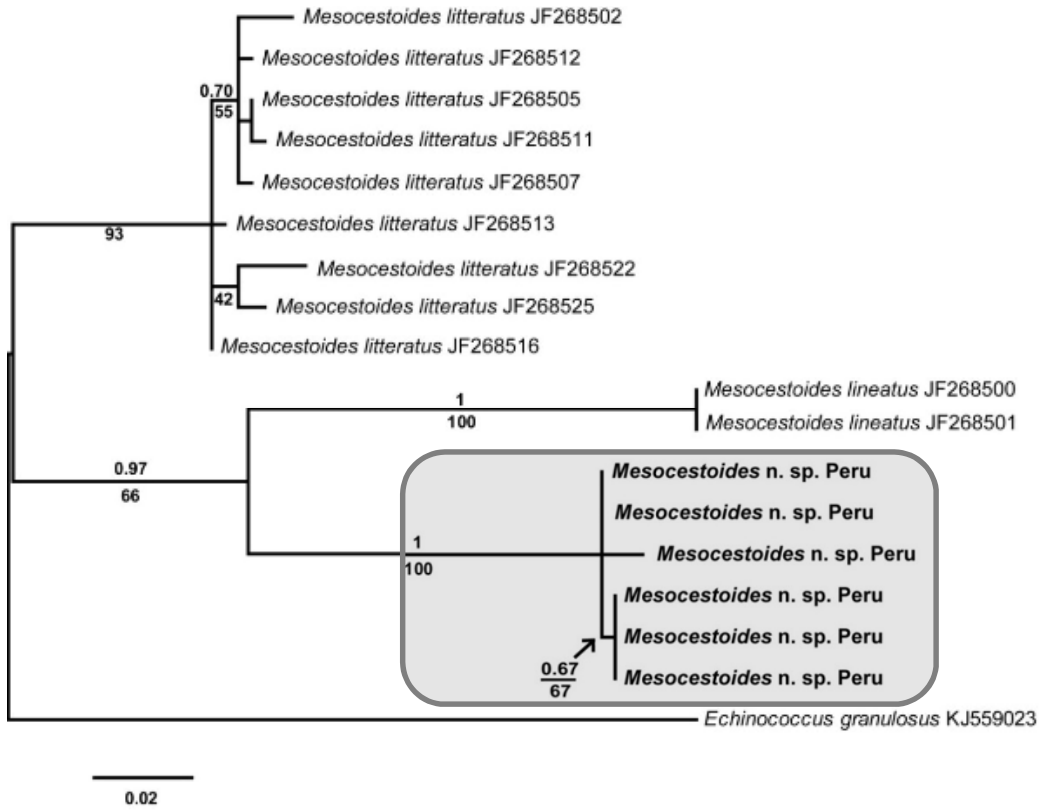 Mesocestoides litteratus JF268502
Mesocestoides litteratus JF268512
0.70
Mesocestoides litteratus JF268505
55
Mesocestoides litteratus JF268511
Mesocestoides litteratus JF268507
Mesocestoides litteratus JF268513
93
Mesocestoides litteratus JF268522
42
Mesocestoides litteratus JF268525
Mesocestoides litteratus JF268516
Mesocestoides lineatus JF268500
1
100
Mesocestoides lineatus JF268501
0.97
66
Mesocestoides n. sp. Peru
Mesocestoides n. sp. Peru
1
Mesocestoides n. sp. Peru
100
Mesocestoides n. sp. Peru
Mesocestoides n. sp. Peru
0.67
67
Mesocestoides n. sp. Peru
Echinococcus granulosus KJ559023
0.02